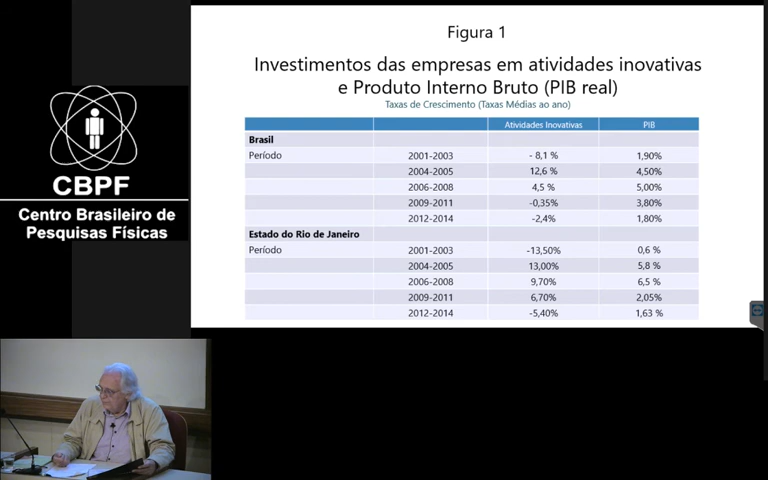 CBPF
Centro Brasileiro de
Pesquisas Físicas
Figura 1
Investimentos das empresas em atividades inovativas
e Produto Interno Bruto (PIB real)
Taxas de Crescimento (Taxas Médias ao ano)
Atividades Inovativas PIB
Brasil
Período 2001-2003 - 8,1 % 1,90%
2004-2005 12,6 % 4,50%
2006-2008 4,5 % 5,00%
2009-2011 -0,35% 3,80%
2012-2014 -2,4% 1,80%
Estado do Rio de Janeiro
Período 2001-2003 -13,50% 0,6 %
2004-2005 13,00% 5,8 %
2006-2008 9,70% 6,5 %
2009-2011 6,70% 2,05%
2012-2014 -5,40% 1,63 %